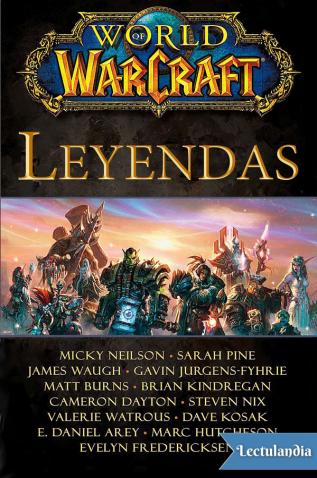 WORLD
OF
WARCRAFT
LEYENDAS
MICKY NEILSON • SARAH PINE
JAMES WAUGH • GAVIN JURGENS-FYHRIE
MATT BURNS • BRIAN KINDREGAN
CAMERON DAYTON • STEVEN NIX
VALERIE WATROUS • DAVE KOSAK
E. DANIEL AREY • MARC HUTCHESON
EVELYN FREDERICKSEN
Lectulandia